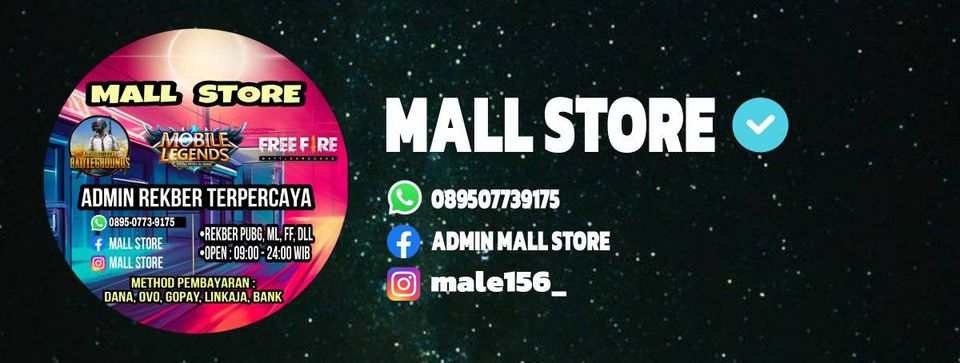 MALL STORE
BATTLEGROUNDS
MOBILE
LEGENDS
FREE FIRE
BATTLEGROUNDS
ADMIN REKBER TERPERCAYA
0895-0773-9175
MALL STORE
MALL STORE
•REKBER PUBG, ML, FF, DLL
•OPEN : 09:00 - 24:00 WIB
METHOD PEMBAYARAN :
DANA, OVO, GOPAY, LINKAJA, BANK
MALL STORE
089507739175
ADMIN MALL STORE
male156_